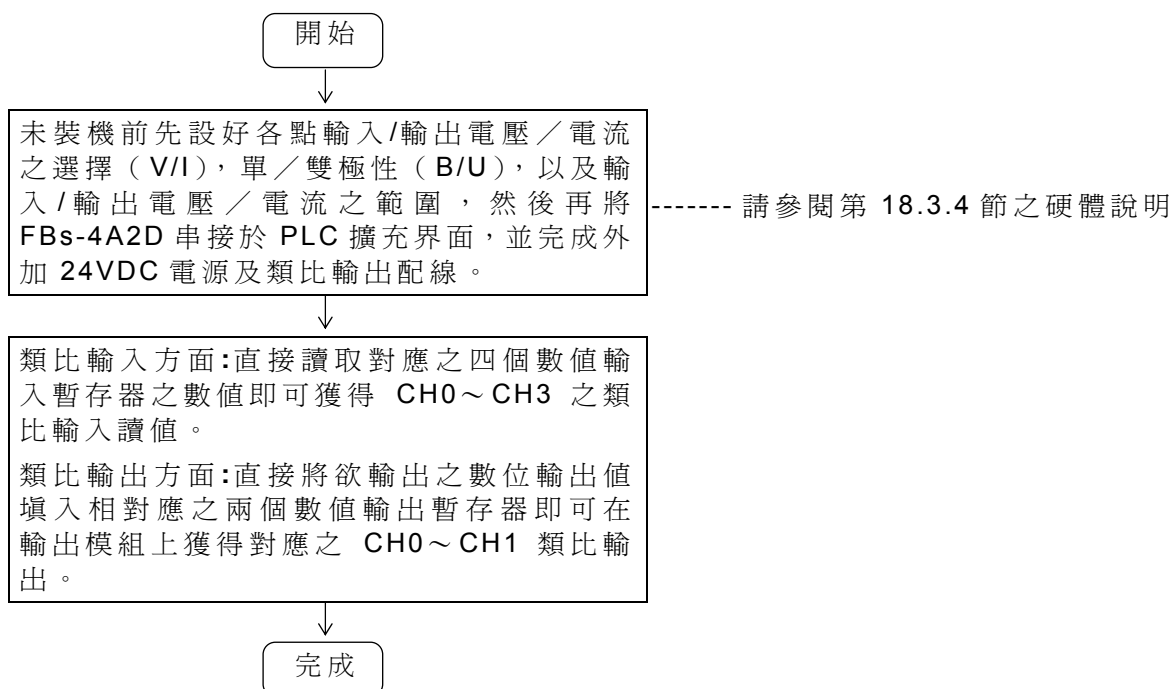 開始
未裝機前先設好各點輸入/輸出電壓／電流
之選擇（V/I），單／雙極性（B/U），以及輸
入/輸出電壓／電流之範圍，然後再將
FBs-4A2D 串接於 PLC 擴充界面，並完成外
加 24VDC 電源及類比輸出配線。
------- 請參閱第 18.3.4 節之硬體說明
類比輸入方面:直接讀取對應之四個數值輸
入暫存器之數值即可獲得 CH0～CH3 之類
比輸入讀值。
類比輸出方面:直接將欲輸出之數位輸出值
填入相對應之兩個數值輸出暫存器即可在
輸出模組上獲得對應之 CH0～CH1 類比輸
出。
完成